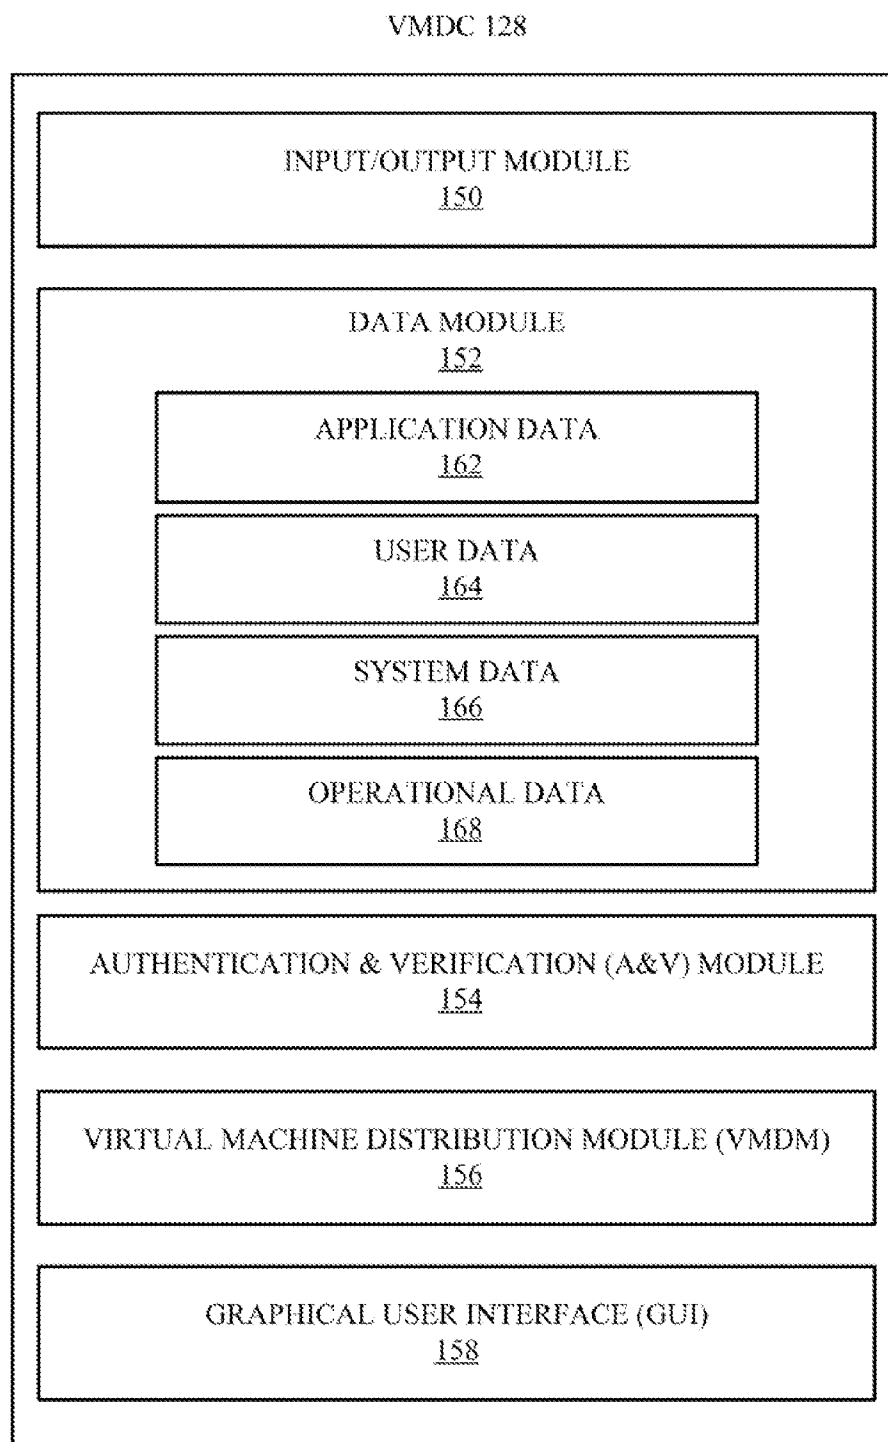 VMDC 128
INPUT/OUTPUT MODULE
150
DATA MODULE
152
APPLICATION DATA
162
USER DATA
164
SYSTEM DATA
166
OPERATIONAL DATA
168
AUTHENTICATION & VERIFICATION (A&V) MODULE
154
VIRTUAL MACHINE DISTRIBUTION MODULE (VMDM)
156
GRAPHICAL USER INTERFACE (GUI)
158